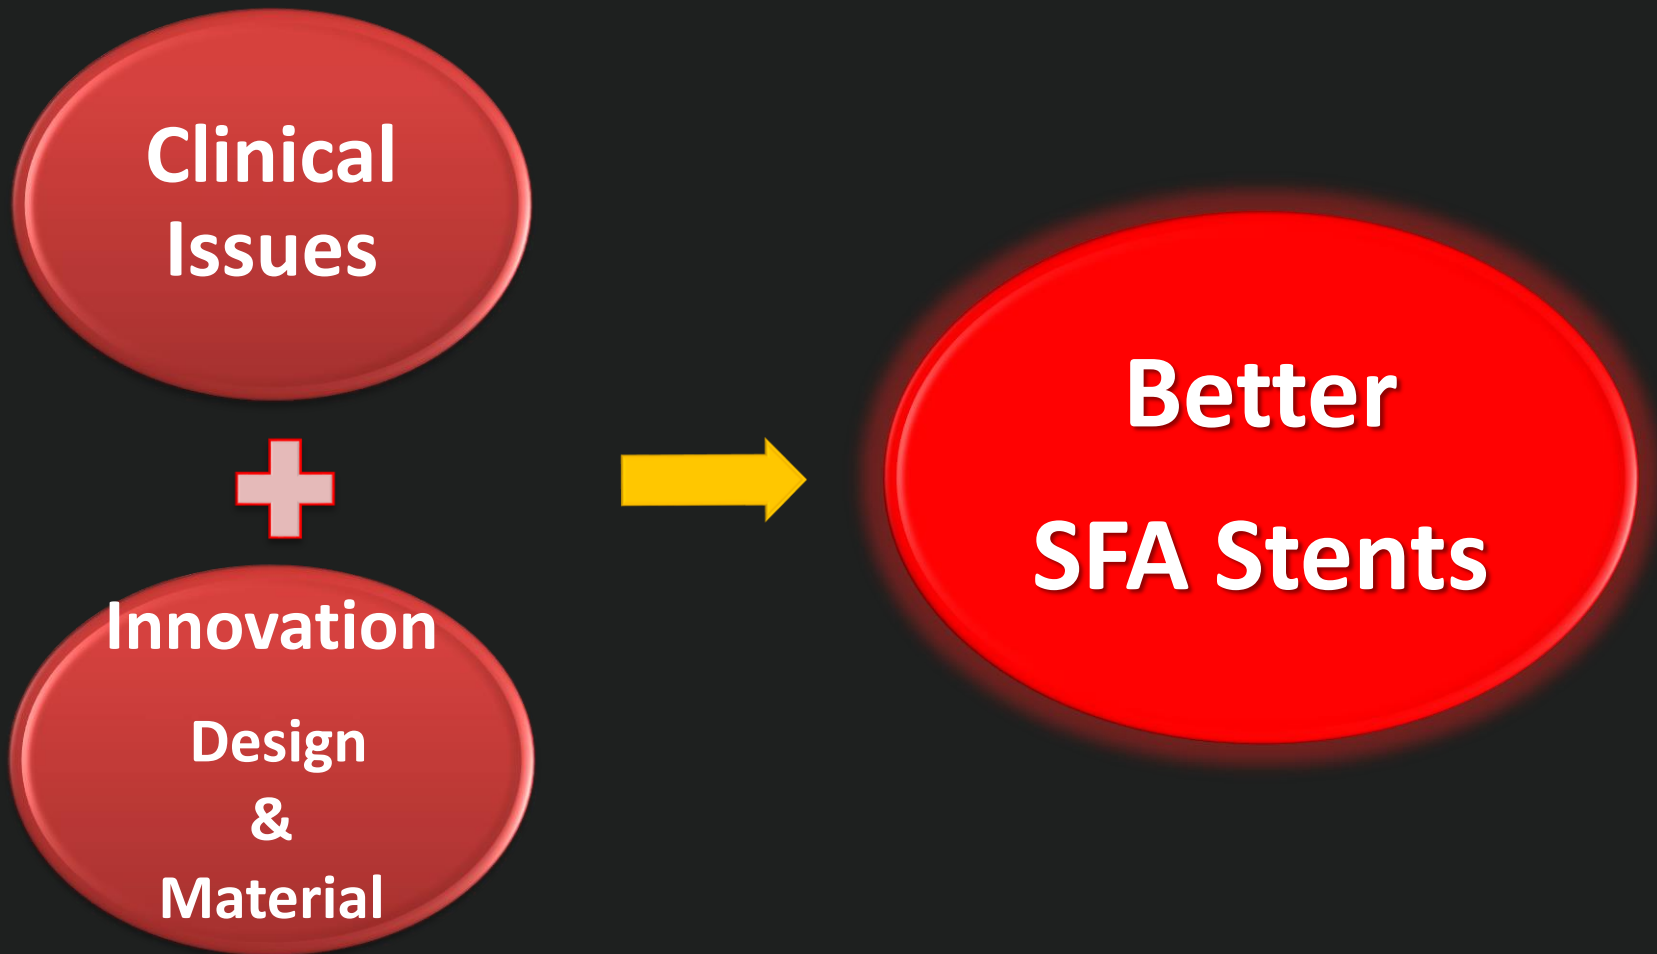 Clinical
Issues
Innovation
Design
&
Material
Better
SFA Stents